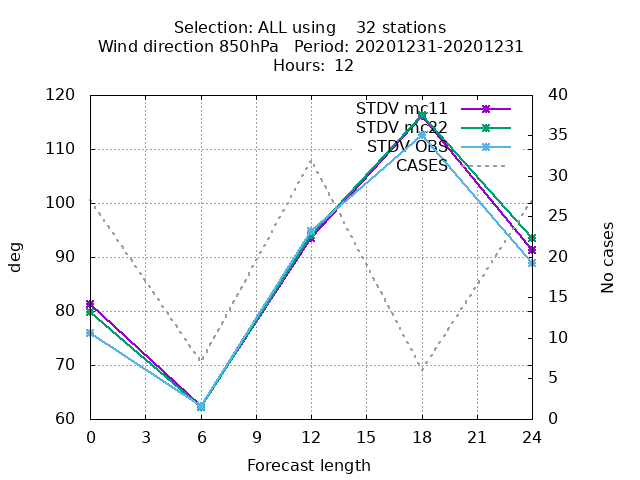 Selection: ALL using    32 stations
Wind direction 850hPa   Period: 20201231-20201231
Hours: 12
STDV mc11
STDV mc22
STDV OBS
CASES
120
110
100
90
80
70
60
40
35
30
25
20
15
10
5
0
deg
No cases
0 3 6 9 12 15 18 21 24
Forecast length